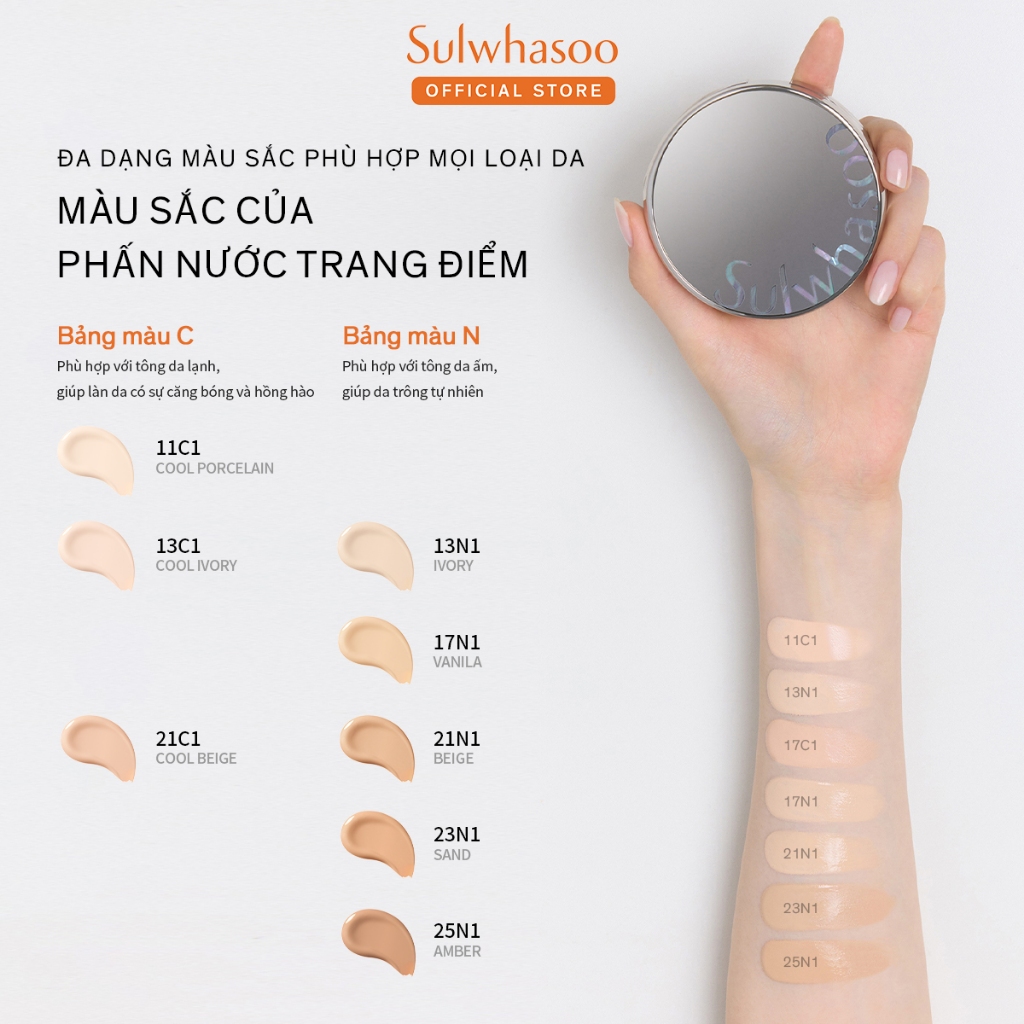 Sulwhasoo
OFFICIAL STORE
ĐA DẠNG MÀU SẮC PHÙ HỢP MỌI LOẠI DA
MÀU SẮC CỦA
PHẤN NƯỚC TRANG ĐIỂM
Bảng màu C
Phù hợp với tông da lạnh,
giúp làn da có sự căng bóng và hồng hào
11C1
COOL PORCELAIN
13C1
COOL IVORY
21C1
COOL BEIGE
Bảng màu N
Phù hợp với tông da ấm,
giúp da trông tự nhiên
13N1
IVORY
17N1
VANILA
21N1
BEIGE
23N1
SAND
25N1
AMBER
Sulwhasoo
11C1
13N1
17C1
17N1
21N1
23N1
25N1